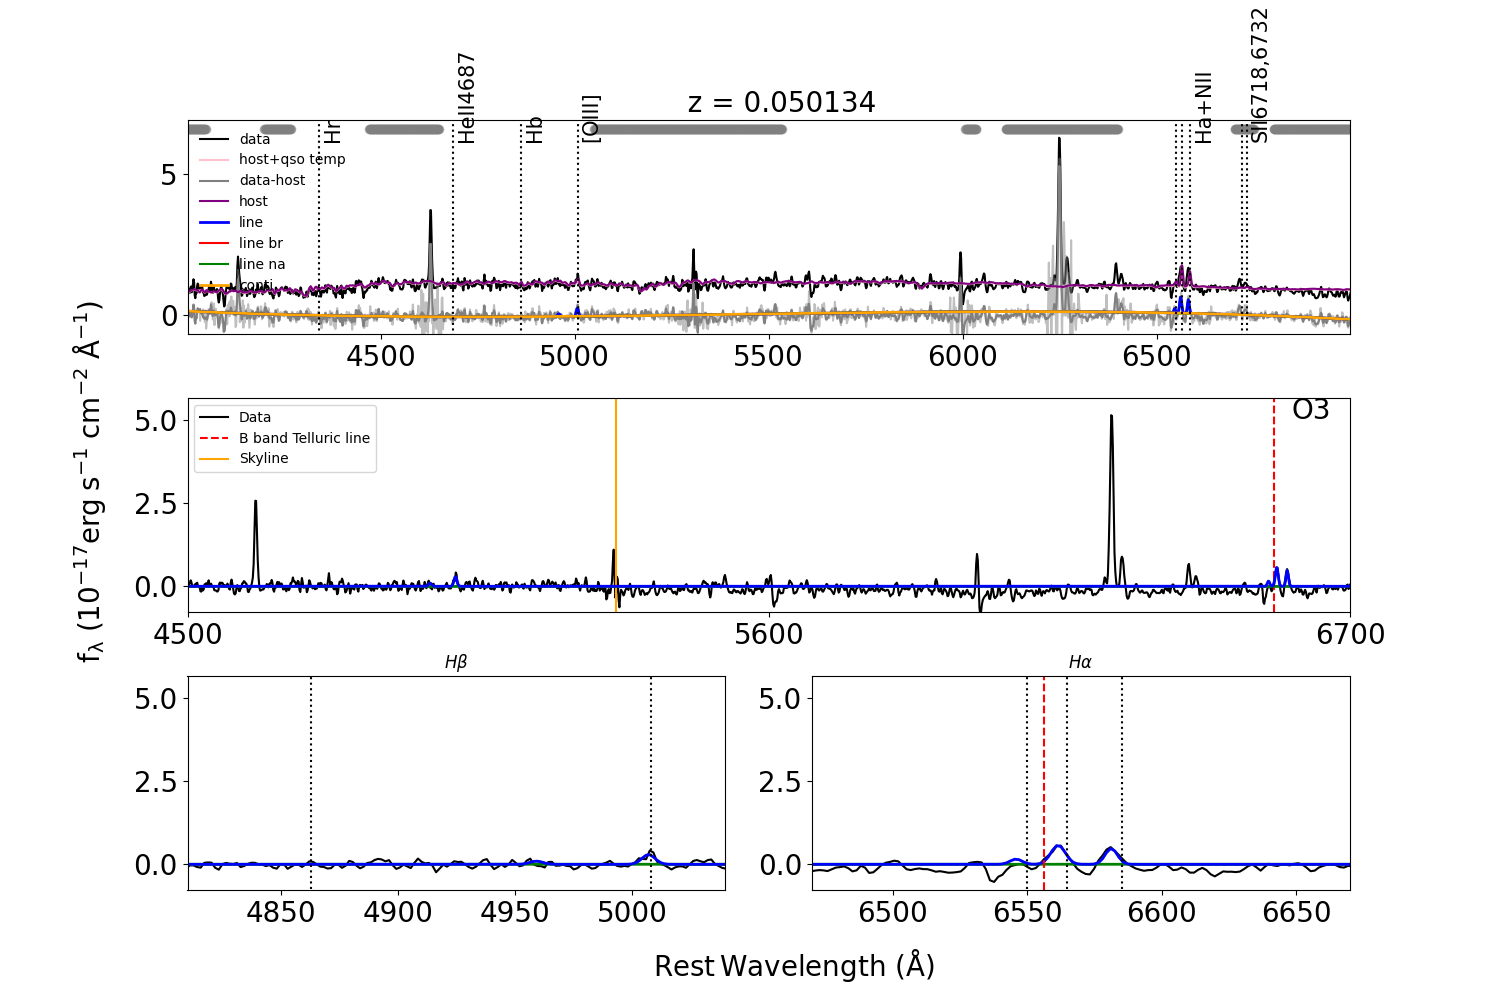 z = 0.050134
Hr
HeII4687
Hb
[OIII]
Ha+NII
SII6718,6732
data
host+qso temp
data-host
host
line
line br
line na
conti
5
0
4500 5000 5500 6000 6500
fλ (10⁻¹⁷erg s⁻¹ cm⁻² Å⁻¹)
Data
B band Telluric line
Skyline
O3
5.0
2.5
0.0
4500 5600 6700
Hβ
5.0
2.5
0.0
4850 4900 4950 5000
Hα
5.0
2.5
0.0
6500 6550 6600 6650
Rest Wavelength (Å)